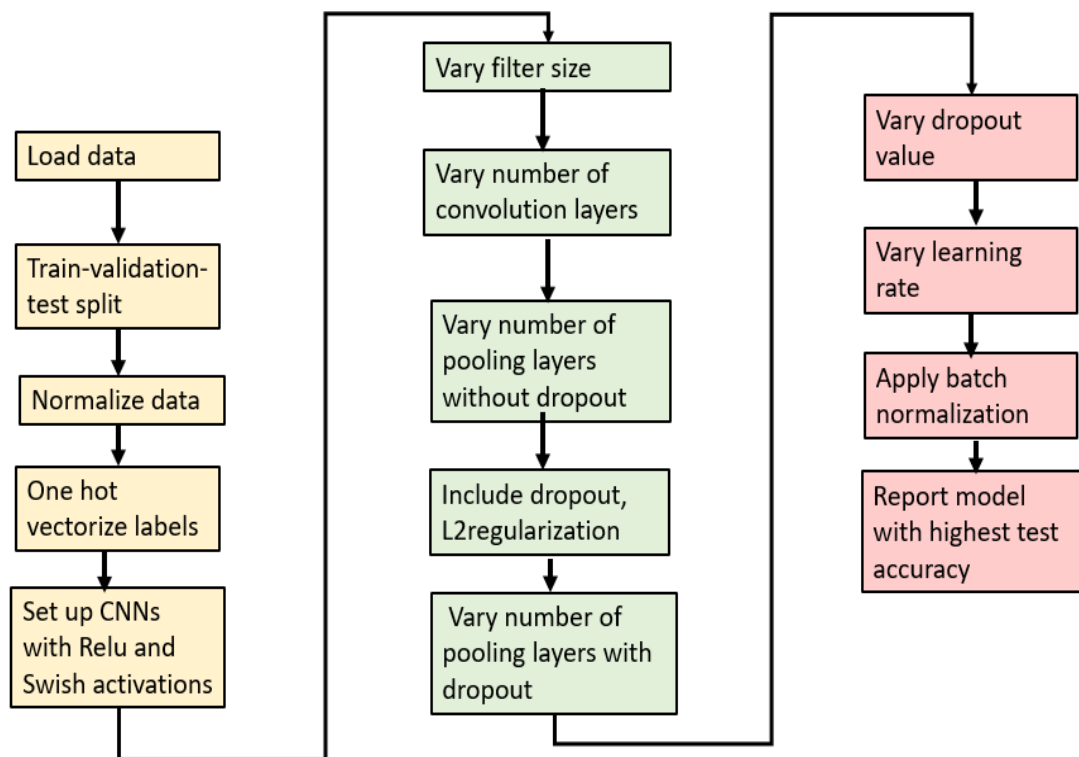 Load data
Train-validation-
test split
Normalize data
One hot
vectorize labels
Set up CNNs
with Relu and
Swish activations
Vary filter size
Vary number of
convolution layers
Vary number of
pooling layers
without dropout
Include dropout,
L2regularization
Vary number of
pooling layers with
dropout
Vary dropout
value
Vary learning
rate
Apply batch
normalization
Report model
with highest test
accuracy